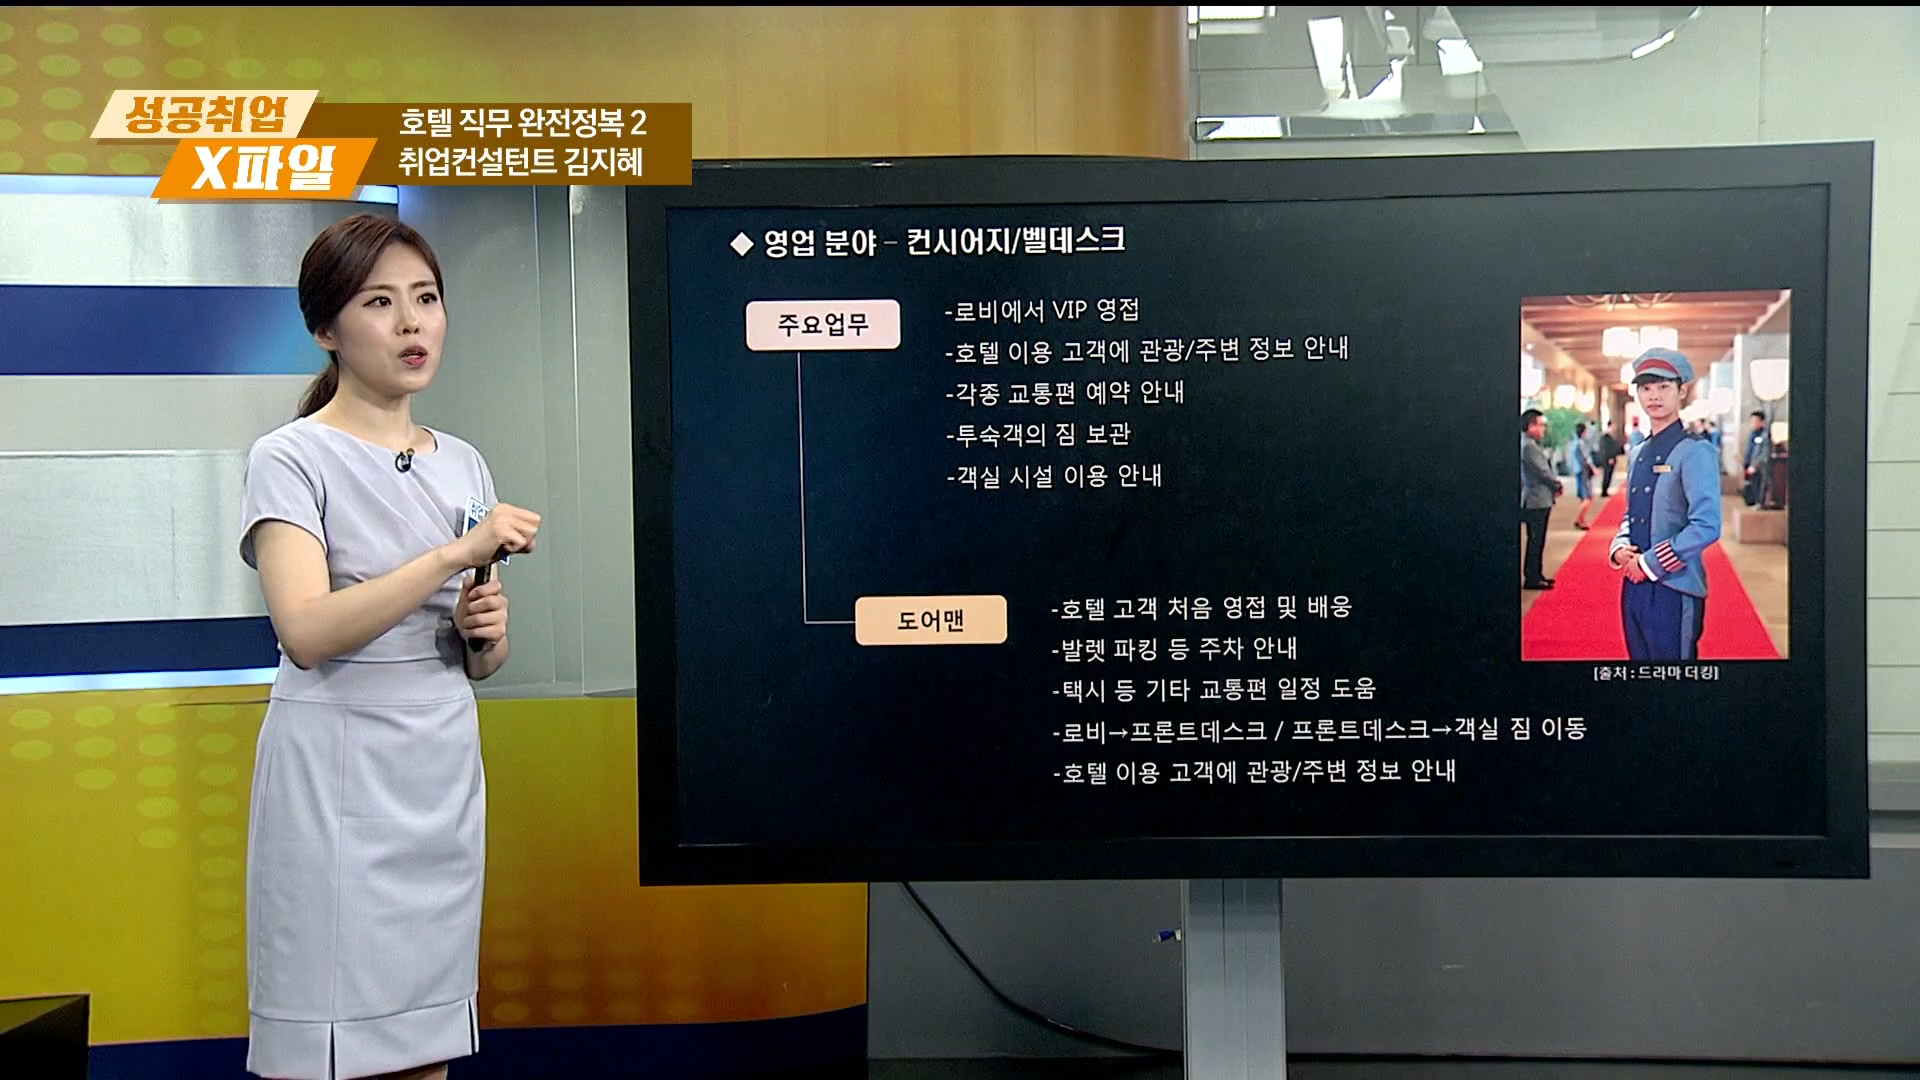 성공취업
X파일
호텔 직무 완전정복 2
취업컨설턴트 김지혜
◆ 영업 분야 – 컨시어지/벨데스크
주요업무
-로비에서 VIP 영접
-호텔 이용 고객에 관광/주변 정보 안내
-각종 교통편 예약 안내
-투숙객의 짐 보관
-객실 시설 이용 안내
도어맨
-호텔 고객 처음 영접 및 배웅
-발렛 파킹 등 주차 안내
-택시 등 기타 교통편 일정 도움
-로비→프론트데스크 / 프론트데스크→객실 짐 이동
-호텔 이용 고객에 관광/주변 정보 안내
[출처 : 드라마 더킹]